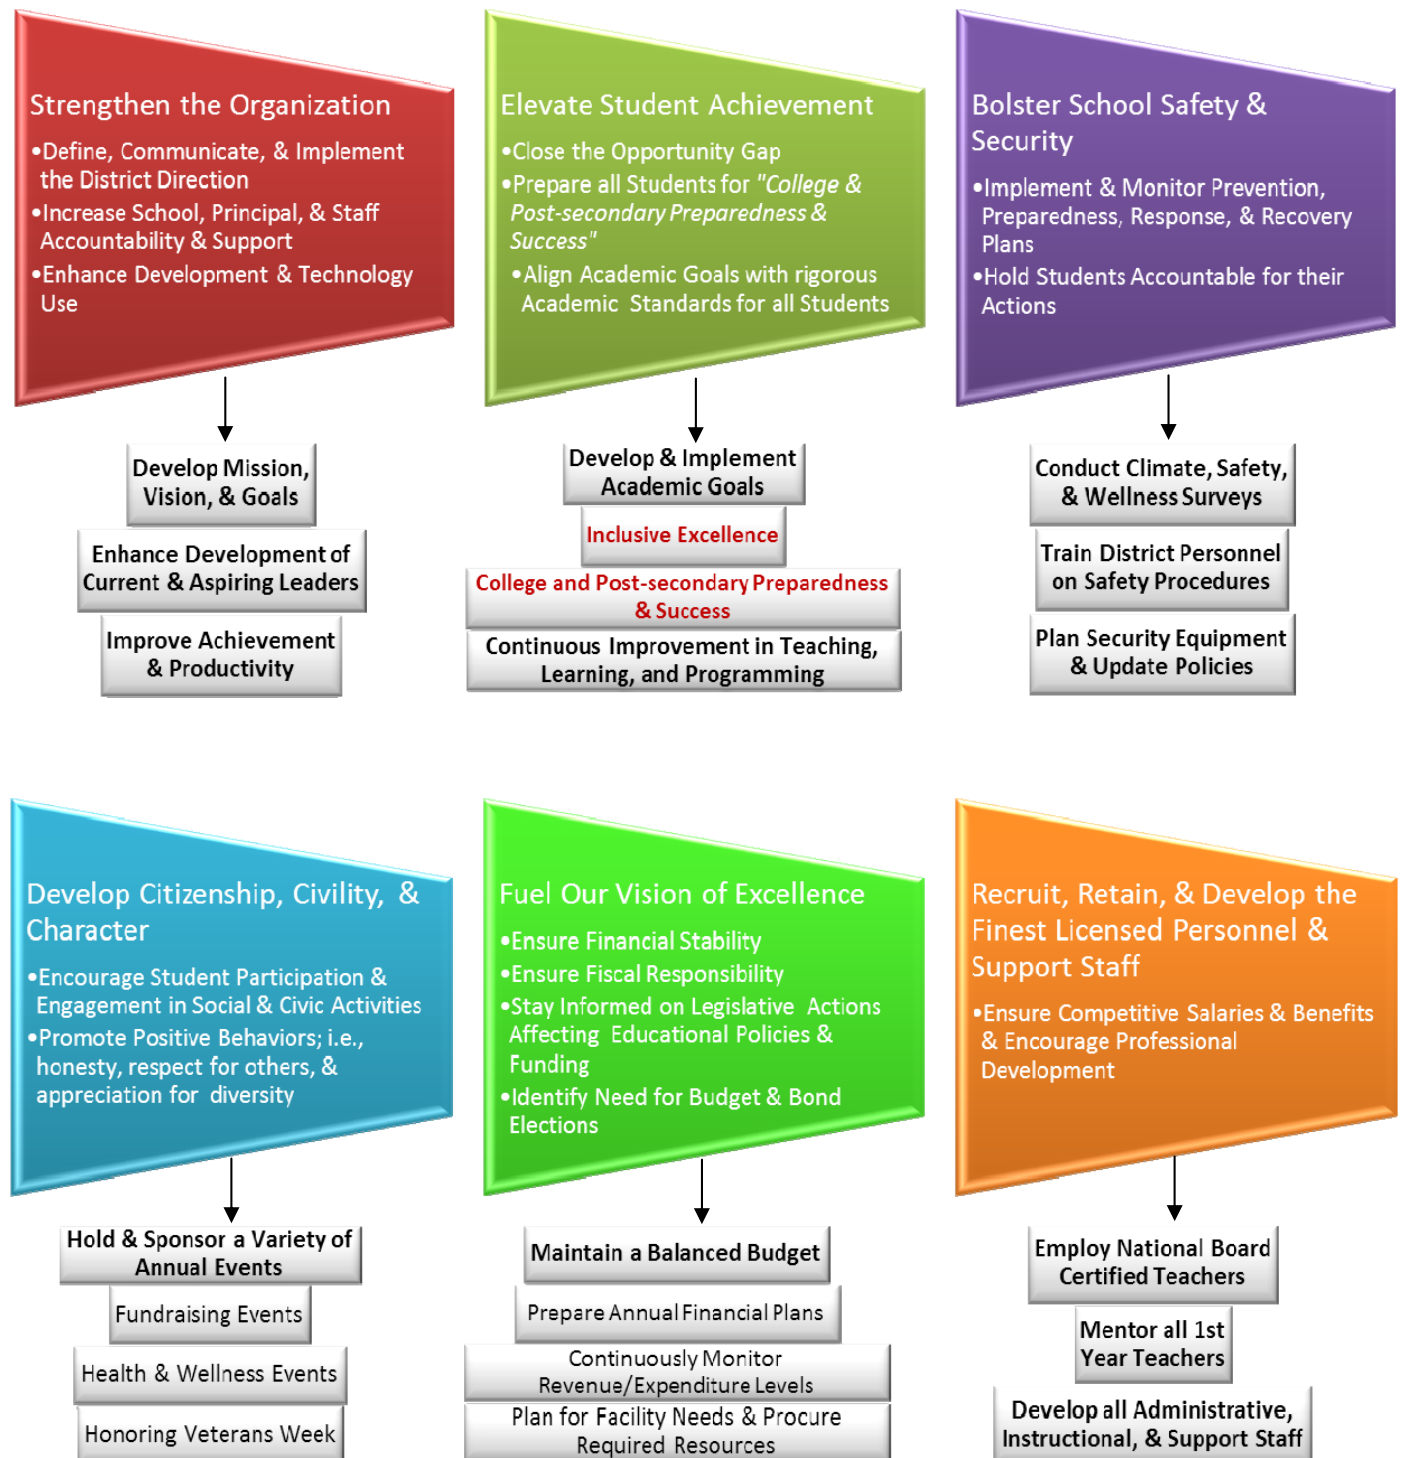 Strengthen the Organization
•Define, Communicate, & Implement
the District Direction
•Increase School, Principal, & Staff
Accountability & Support
•Enhance Development & Technology
Use
Develop Mission,
Vision, & Goals
Enhance Development of
Current & Aspiring Leaders
Improve Achievement
& Productivity
Elevate Student Achievement
•Close the Opportunity Gap
•Prepare all Students for "College &
Post-secondary Preparedness &
Success"
•Align Academic Goals with rigorous
Academic Standards for all Students
Develop & Implement
Academic Goals
Inclusive Excellence
College and Post-secondary Preparedness
& Success
Continuous Improvement in Teaching,
Learning, and Programming
Bolster School Safety &
Security
•Implement & Monitor Prevention,
Preparedness, Response, & Recovery
Plans
•Hold Students Accountable for their
Actions
Conduct Climate, Safety,
& Wellness Surveys
Train District Personnel
on Safety Procedures
Plan Security Equipment
& Update Policies
Develop Citizenship, Civility, &
Character
•Encourage Student Participation &
Engagement in Social & Civic Activities
•Promote Positive Behaviors; i.e.,
honesty, respect for others, &
appreciation for diversity
Hold & Sponsor a Variety of
Annual Events
Fundraising Events
Health & Wellness Events
Honoring Veterans Week
Fuel Our Vision of Excellence
•Ensure Financial Stability
•Ensure Fiscal Responsibility
•Stay Informed on Legislative Actions
Affecting Educational Policies &
Funding
•Identify Need for Budget & Bond
Elections
Maintain a Balanced Budget
Prepare Annual Financial Plans
Continuously Monitor
Revenue/Expenditure Levels
Plan for Facility Needs & Procure
Required Resources
Recruit, Retain, & Develop the
Finest Licensed Personnel &
Support Staff
•Ensure Competitive Salaries & Benefits
& Encourage Professional
Development
Employ National Board
Certified Teachers
Mentor all 1st
Year Teachers
Develop all Administrative,
Instructional, & Support Staff